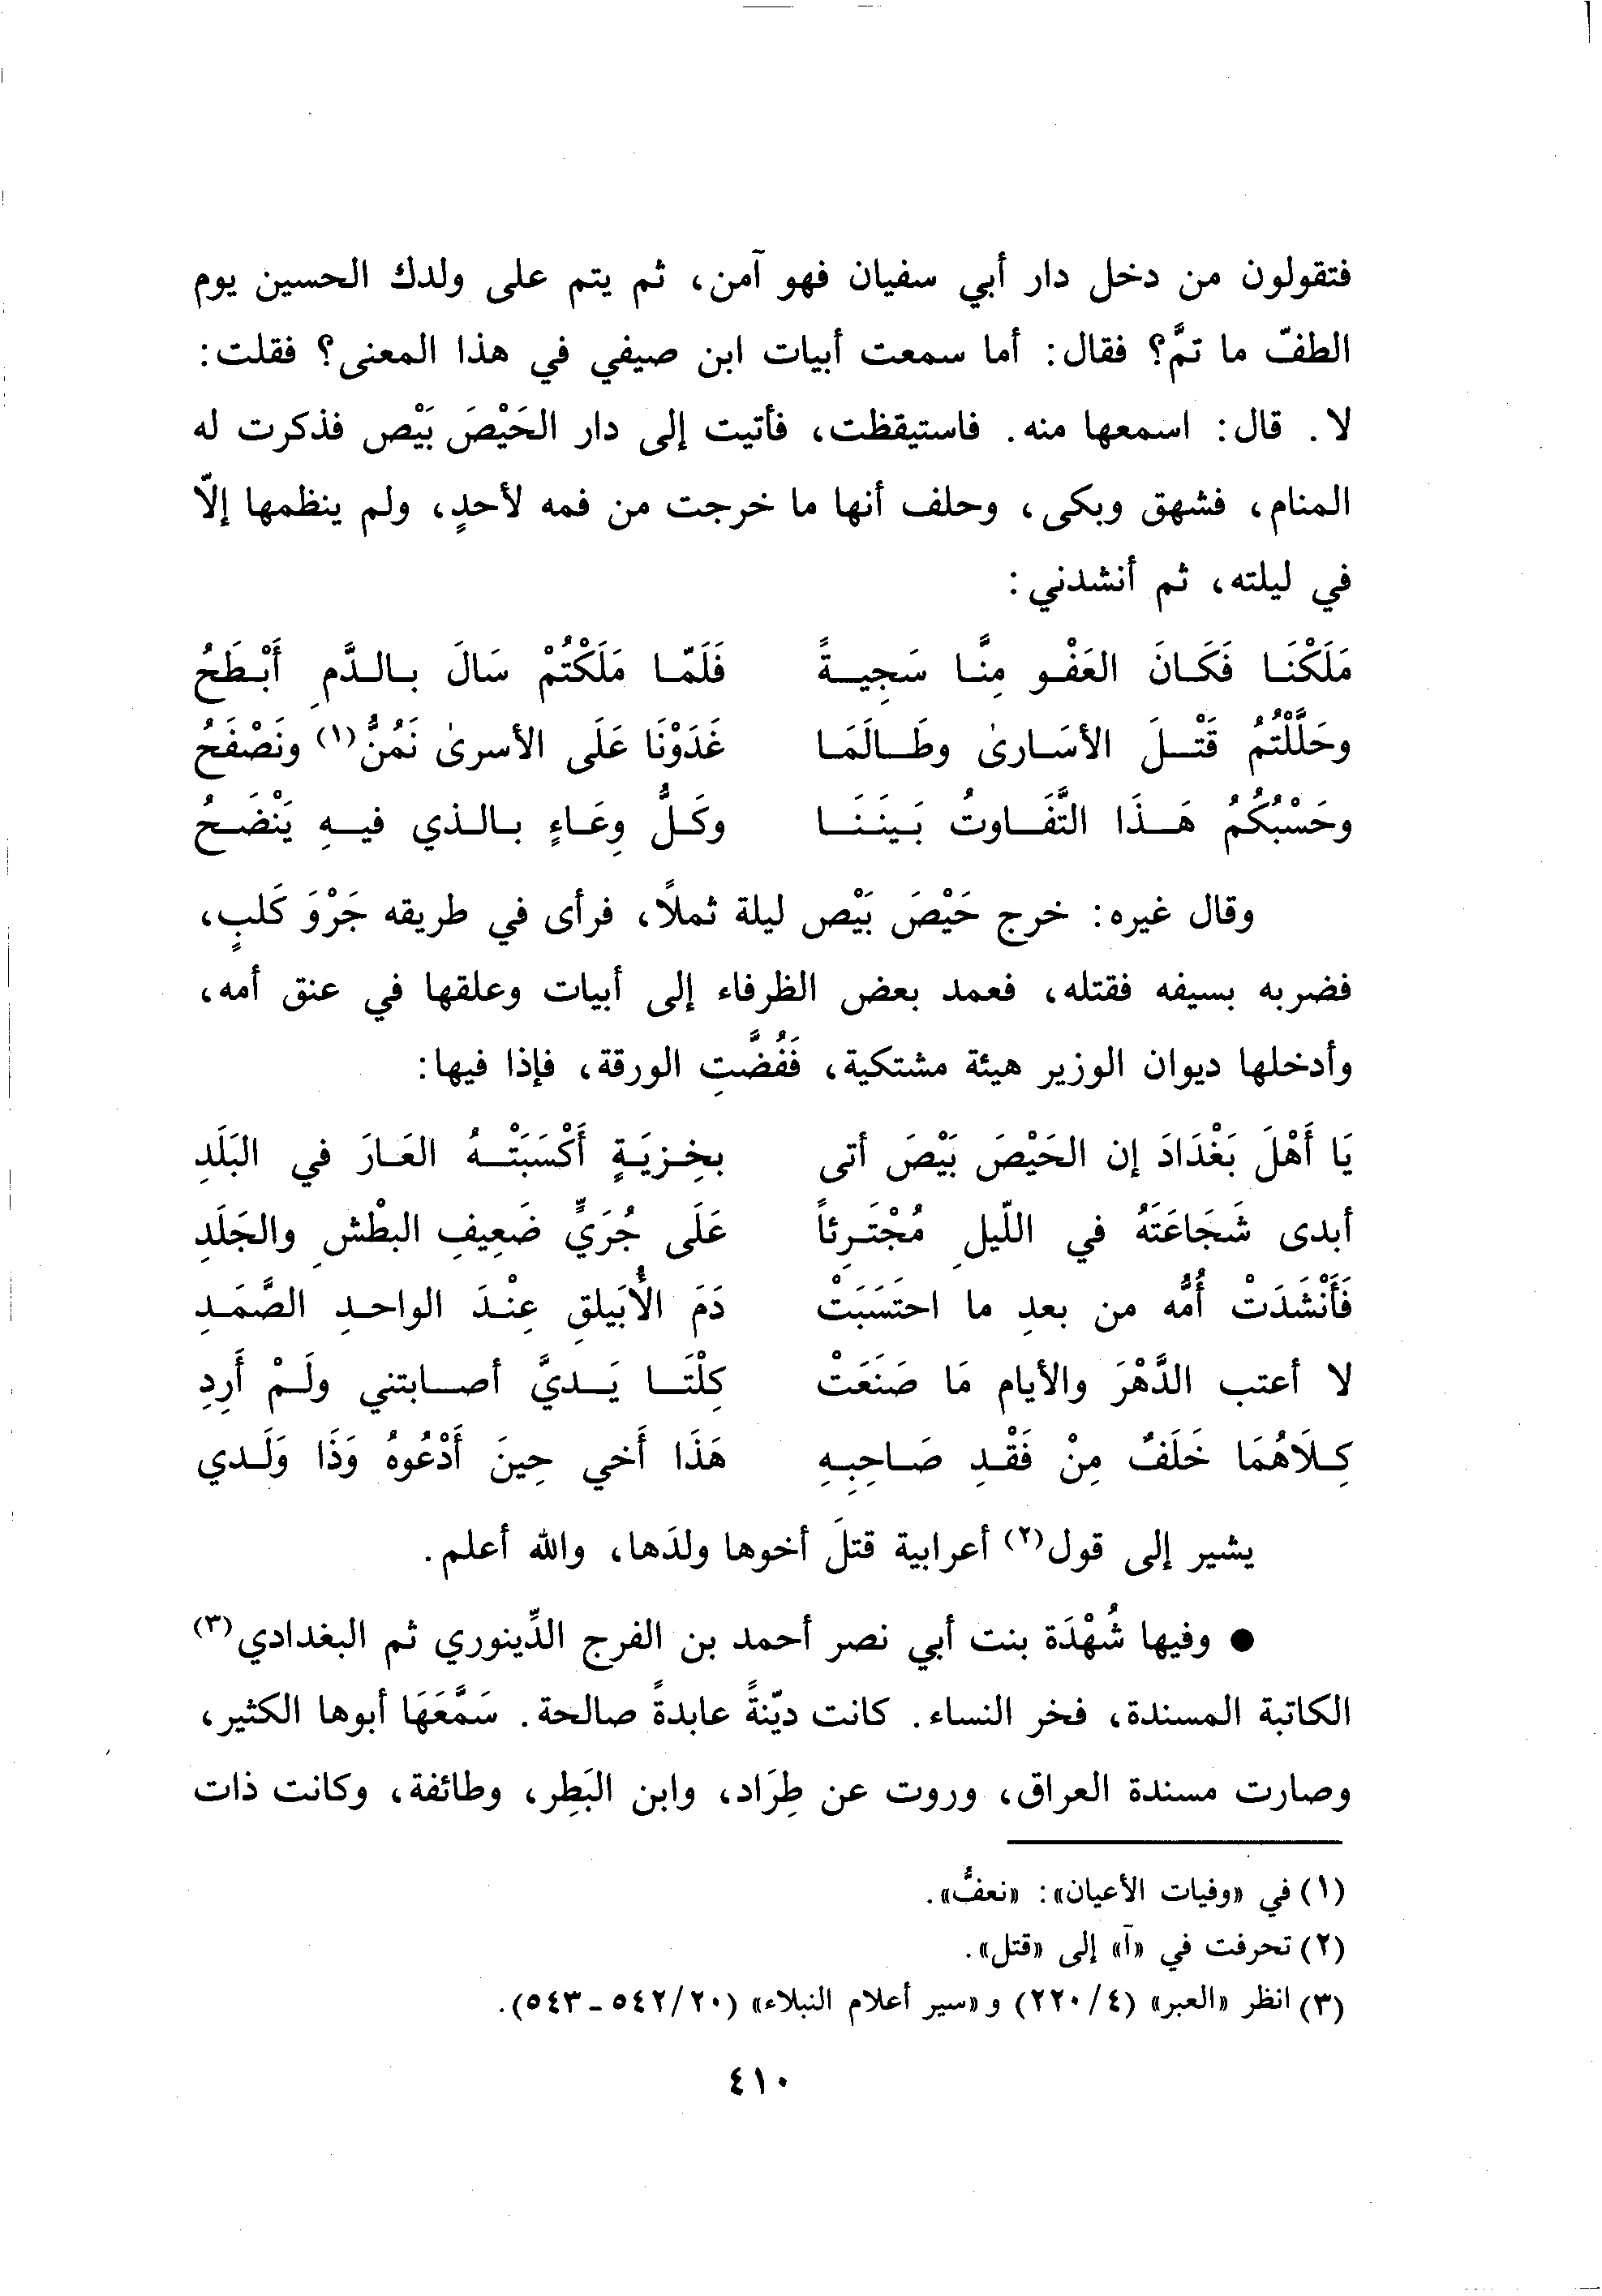 فتقولون من دخل دار أبي سفيان فهو آمن، ثم يتم على ولدك الحسين يوم
الطفّ ما تمَّ؟ فقال: أما سمعت أبيات ابن صيفي في هذا المعنى؟ فقلت:
لا. قال: اسمعها منه. فاستيقظت، فأتيت إلى دار الحَيْصَ بَيْص فذكرت له
المنام، فشهق وبكى، وحلف أنها ما خرجت من فمه لأحدٍ، ولم ينظمها إلّا
في ليلته، ثم أنشدني:
مَلَكْنَا فَكَانَ العَفْو مِنَّا سَجِيةً فَلَمّا مَلَكْتُمْ سَالَ بالدَّمِ أَبْطَحُ
وحَلَّلْتُمُ قَتْلَ الأسَارىٰ وطَالَمَا غَدَوْنَا عَلَى الأسرىٰ نَمُنُّ(١) ونَصْفَحُ
وحَسْبُكُمُ هَذَا التَّفَاوتُ بَينَنَا وكَلُّ وِعَاءٍ بالذي فيهِ يَنْضَحُ
وقال غيره: خرج حَيْصَ بَيْص ليلة ثملاً، فرأى في طريقه جَرْوَ كَلبٍ،
فضربه بسيفه فقتله، فعمد بعض الظرفاء إلى أبيات وعلقها في عنق أمه،
وأدخلها ديوان الوزير هيئة مشتكية، فَفُضَّتِ الورقة، فإذا فيها:
يَا أَهْلَ بَغْدَادَ إن الحَيْصَ بَيْصَ أتى بخِزيَةٍ أَكْسَبَتْهُ العَارَ في البَلَدِ
أبدى شَجَاعَتَهُ في اللّيلِ مُجْتَرِئاً عَلَى جُرَيٍّ ضَعِيفِ البطْشِ والجَلَدِ
فَأَنْشَدَتْ أُمُّه من بعدِ ما احتَسَبَتْ دَمَ الْأُبَيلقِ عِنْدَ الواحدِ الصَّمَدِ
لا أعتب الدَّهْرَ والأيام مَا صَنَعَتْ كِلْتَا يَديَّ أصابتني ولَمْ أَرِدِ
كِلَاهُمَا خَلَفٌ مِنْ فَقْدِ صَاحِبِهِ هَذَا أَخي حِينَ أَدْعُوهُ وَذَا وَلَدي
يشير إلى قول(٢) أعرابية قتلَ أخوها ولدَها، والله أعلم.
● وفيها شُهْدَة بنت أبي نصر أحمد بن الفرج الدِّينوري ثم البغدادي(٣)
الكاتبة المسندة، فخر النساء. كانت ديّنةً عابدةً صالحة. سَمَّعَهَا أبوها الكثير،
وصارت مسندة العراق، وروت عن طِرَاد، وابن البَطِر، وطائفة، وكانت ذات
(١) في «وفيات الأعيان»: «نعفُّ».
(٢) تحرفت في «آ» إلى «قتل».
(٣) انظر «العبر» (٤/٢٢٠) و«سير أعلام النبلاء» (٢٠/٥٤٢ - ٥٤٣).
٤١٠